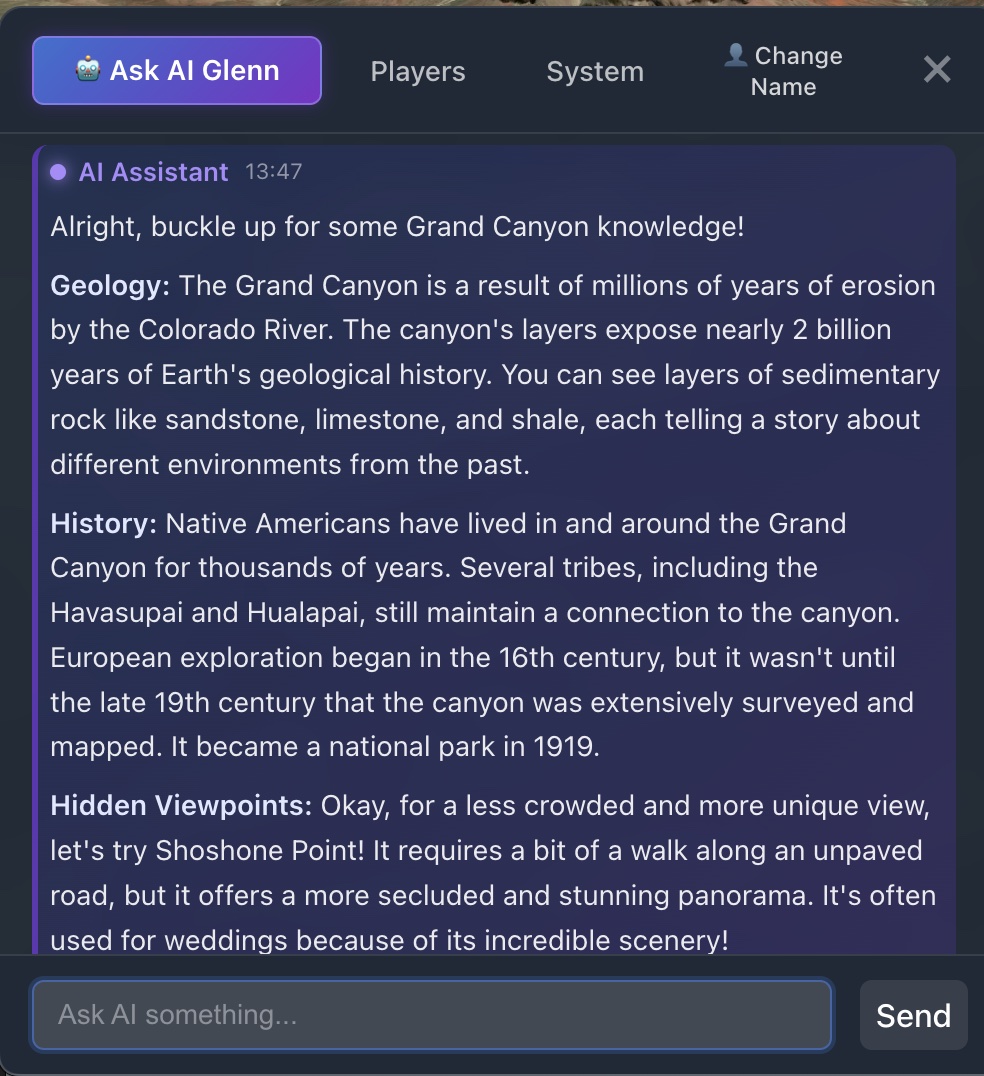 Ask AI Glenn
Players
System
Change
Name
AI Assistant 13:47
Alright, buckle up for some Grand Canyon knowledge!
Geology: The Grand Canyon is a result of millions of years of erosion
by the Colorado River. The canyon's layers expose nearly 2 billion
years of Earth's geological history. You can see layers of sedimentary
rock like sandstone, limestone, and shale, each telling a story about
different environments from the past.
History: Native Americans have lived in and around the Grand
Canyon for thousands of years. Several tribes, including the
Havasupai and Hualapai, still maintain a connection to the canyon.
European exploration began in the 16th century, but it wasn't until
the late 19th century that the canyon was extensively surveyed and
mapped. It became a national park in 1919.
Hidden Viewpoints: Okay, for a less crowded and more unique view,
let's try Shoshone Point! It requires a bit of a walk along an unpaved
road, but it offers a more secluded and stunning panorama. It's often
used for weddings because of its incredible scenery!
Ask AI something...
Send